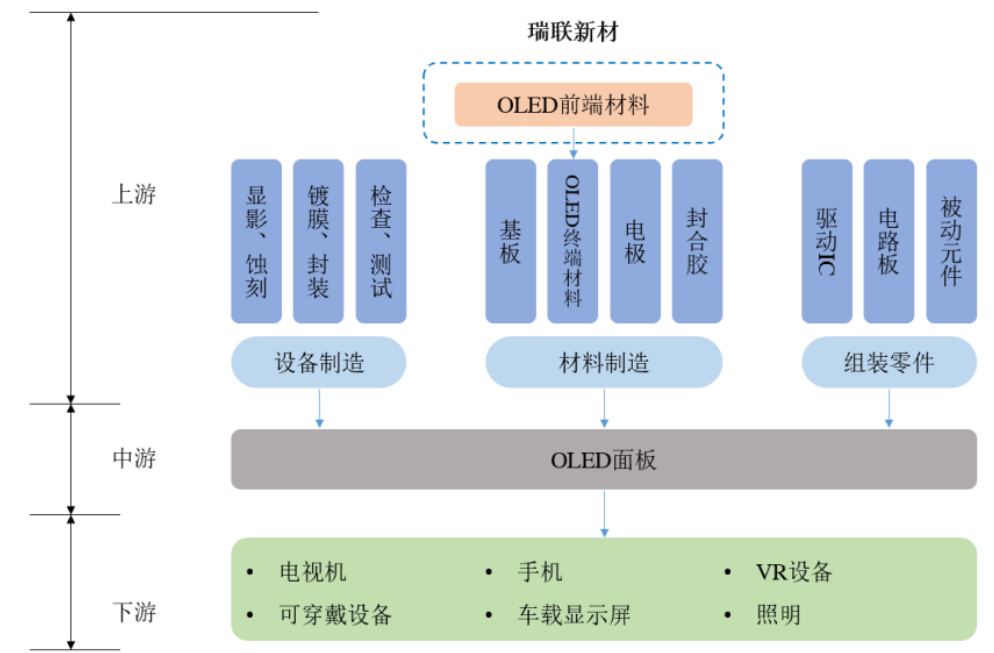 瑞联新材
OLED前端材料
上游
显影、蚀刻
镀膜、封装
检查、测试
基板
OLED终端材料
电极
封合胶
驱动IC
电路板
被动元件
设备制造
材料制造
组装零件
中游
OLED面板
下游
• 电视机
• 手机
• VR设备
• 可穿戴设备
• 车载显示屏
• 照明